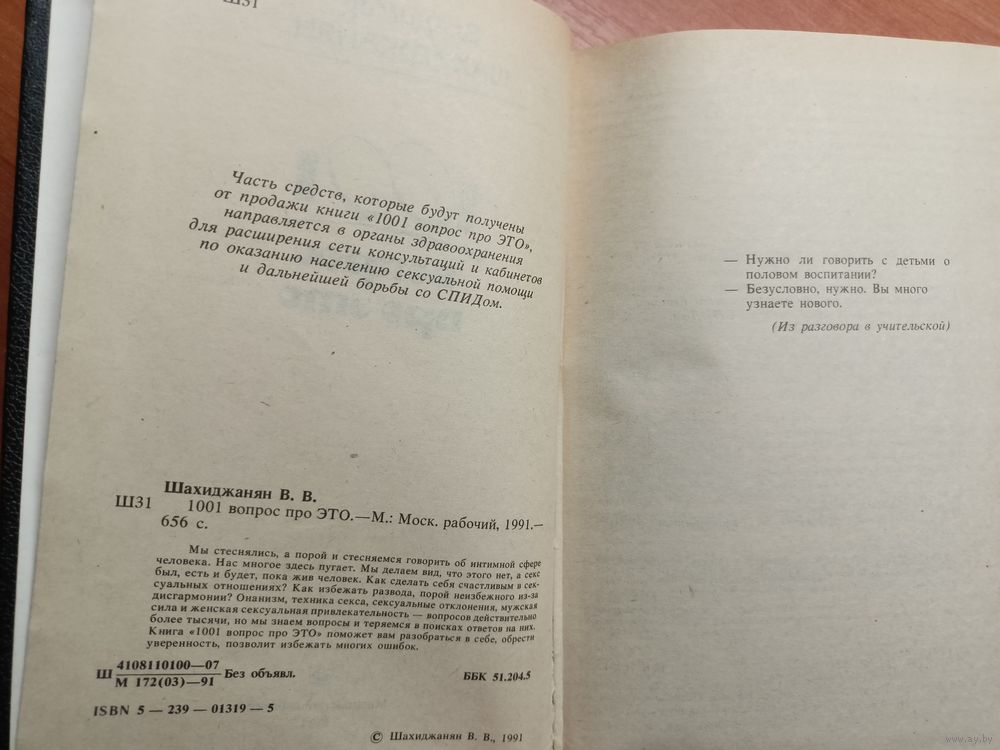 Ш31
Часть средств, которые будут получены
от продажи книги «1001 вопрос про ЭТО»,
направляется в органы здравоохранения
для расширения сети консультаций и кабинетов
по оказанию населению сексуальной помощи
и дальнейшей борьбы со СПИДом.
Шахиджанян В. В.
Ш31 1001 вопрос про ЭТО.—М.: Моск. рабочий, 1991.—
656 с.
Мы стеснялись, а порой и стесняемся говорить об интимной сфере
человека. Нас многое здесь пугает. Мы делаем вид, что этого нет, а секс
был, есть и будет, пока жив человек. Как сделать себя счастливым в сек-
суальных отношениях? Как избежать развода, порой неизбежного из-за
дисгармонии? Онанизм, техника секса, сексуальные отклонения, мужская
сила и женская сексуальная привлекательность — вопросов действительно
более тысячи, но мы знаем вопросы и теряемся в поисках ответов на них.
Книга «1001 вопрос про ЭТО» поможет вам разобраться в себе, обрести
уверенность, позволит избежать многих ошибок.
Ш 4108110100—07
М 172(03)—91 Без объявл.
ББК 51.204.5
ISBN 5 — 239 — 01319 — 5
© Шахиджанян В. В., 1991
— Нужно ли говорить с детьми о
половом воспитании?
— Безусловно, нужно. Вы много
узнаете нового.
(Из разговора в учительской)
www.ay.by